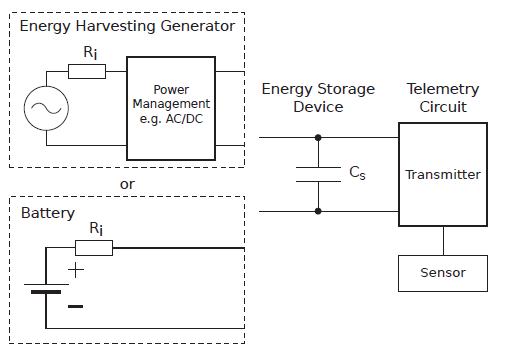 Energy Harvesting Generator
Ri
Power
Management
e.g. AC/DC
or
Battery
Ri
+
−
Energy Storage
Device
Cs
Telemetry
Circuit
Transmitter
Sensor